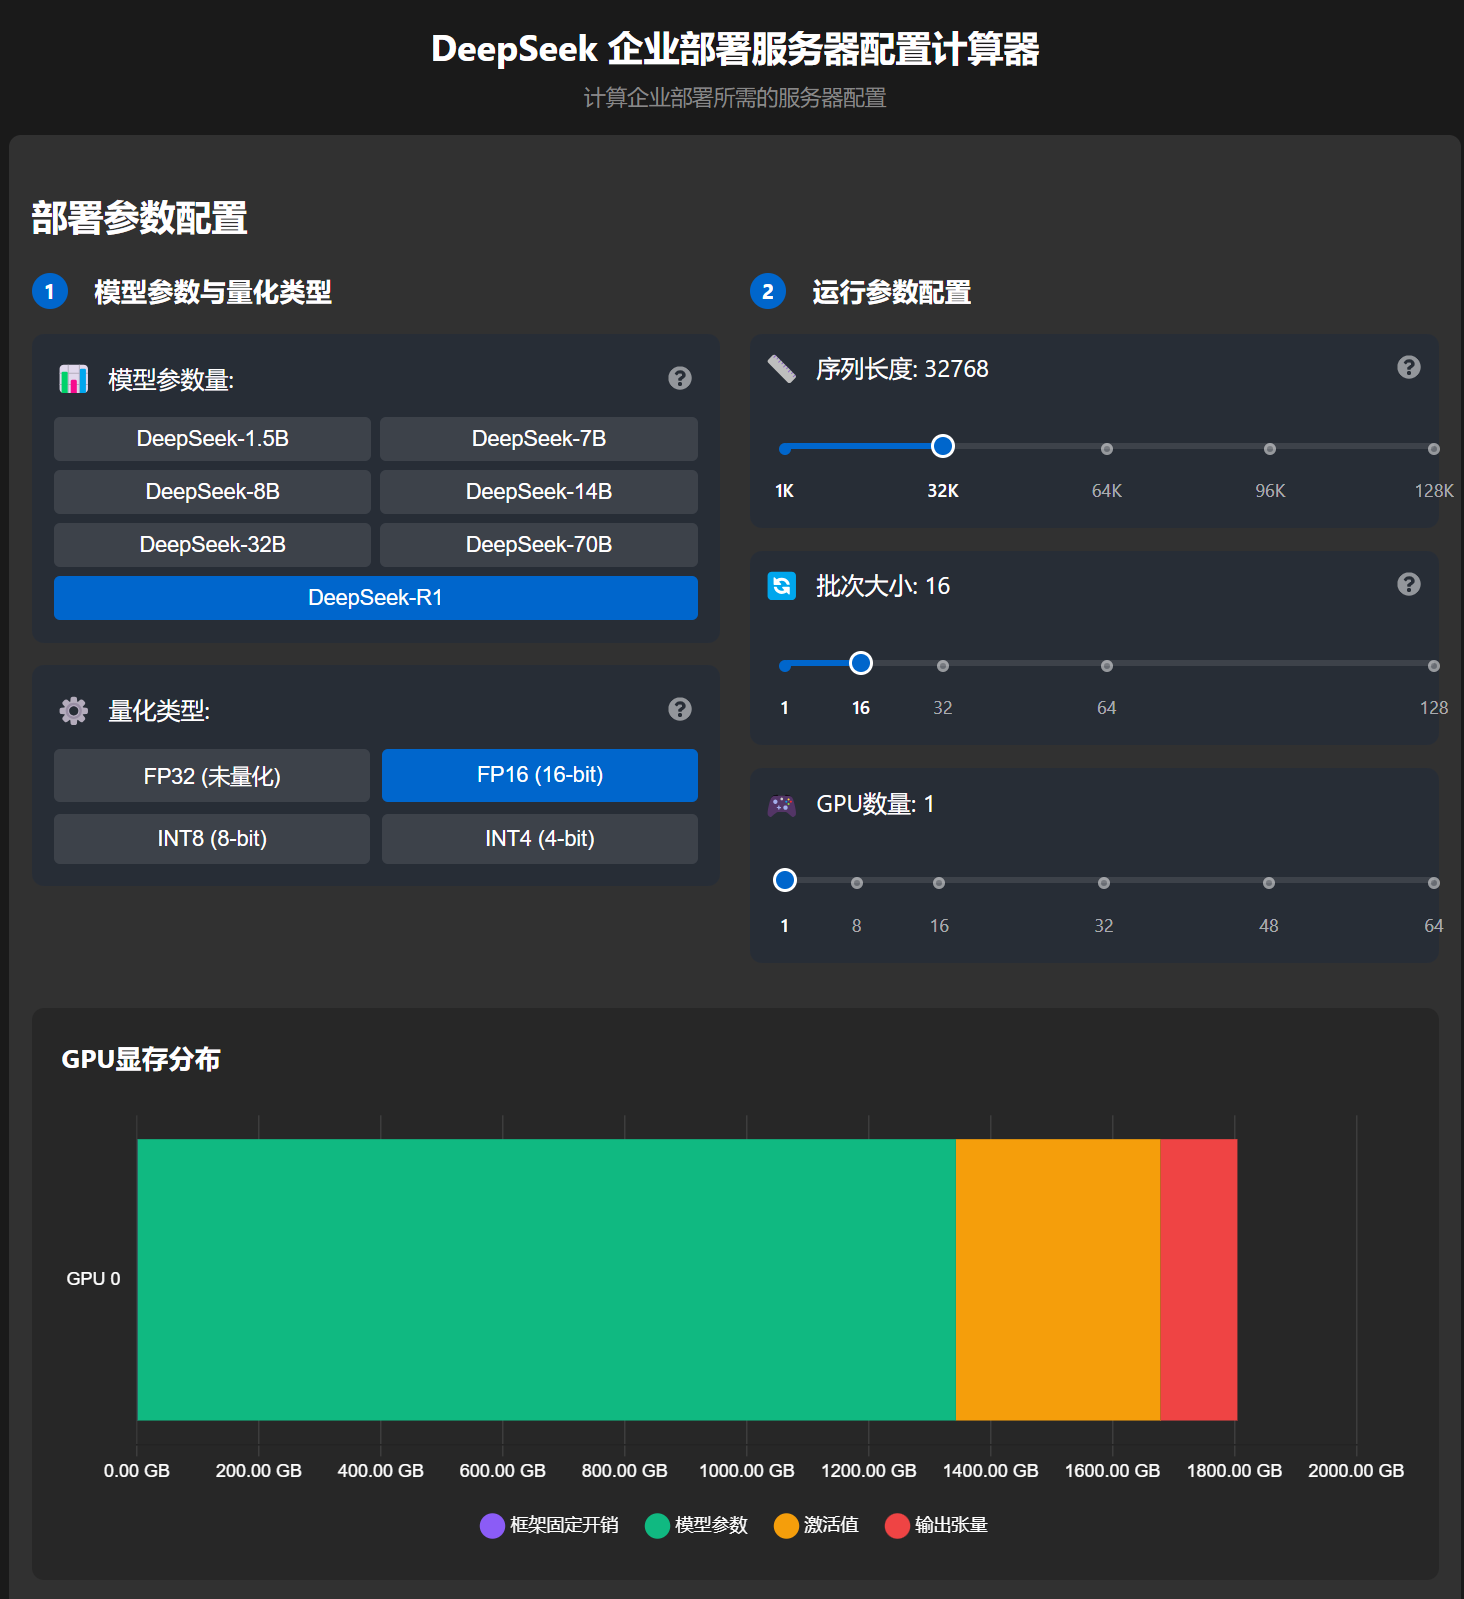 DeepSeek 企业部署服务器配置计算器
计算企业部署所需的服务器配置
部署参数配置
1 模型参数与量化类型
模型参数量:
?
DeepSeek-1.5B
DeepSeek-7B
DeepSeek-8B
DeepSeek-14B
DeepSeek-32B
DeepSeek-70B
DeepSeek-R1
量化类型:
?
FP32 (未量化)
FP16 (16-bit)
INT8 (8-bit)
INT4 (4-bit)
2 运行参数配置
序列长度: 32768
?
1K 32K 64K 96K 128K
批次大小: 16
?
1 16 32 64 128
GPU数量: 1
1 8 16 32 48 64
GPU显存分布
GPU 0
0.00 GB 200.00 GB 400.00 GB 600.00 GB 800.00 GB 1000.00 GB 1200.00 GB 1400.00 GB 1600.00 GB 1800.00 GB 2000.00 GB
框架固定开销 模型参数 激活值 输出张量